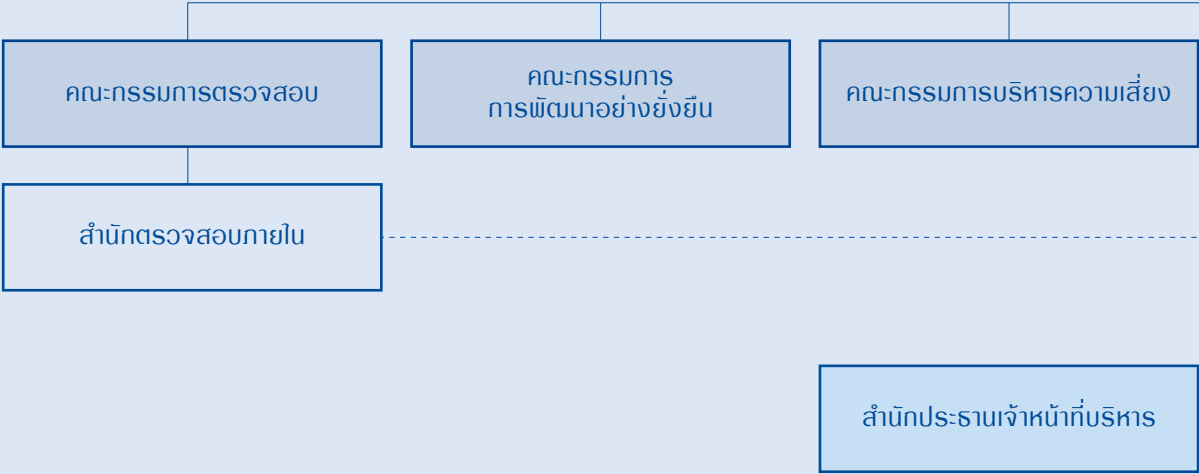 คณะกรรมการตรวจสอบ
คณะกรรมการ
การพัฒนาอย่างยั่งยืน
คณะกรรมการบริหารความเสี่ยง
สำนักตรวจสอบภายใน
สำนักประธานเจ้าหน้าที่บริหาร